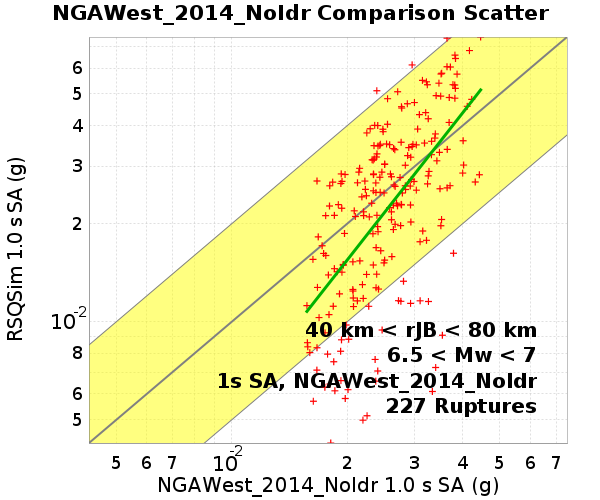 NGAWest_2014_NoIdr Comparison Scatter
RSQSim 1.0 s SA (g)
6
5
4
3
2
10-2
8
6
5
40 km < rJB < 80 km
6.5 < Mw < 7
1s SA, NGAWest_2014_NoIdr
227 Ruptures
5 6 7 10-2 2 3 4 5 6 7
NGAWest_2014_NoIdr 1.0 s SA (g)